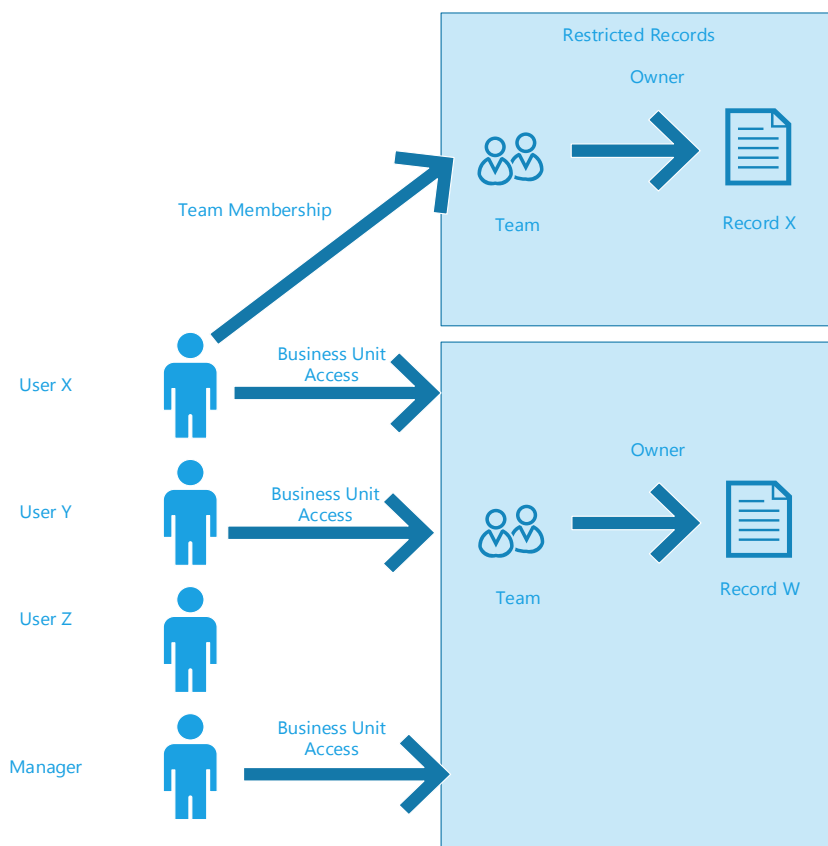 Restricted Records
Owner
Team
Record X
Team Membership
User X
Business Unit
Access
User Y
Business Unit
Access
Owner
Team
Record W
User Z
Manager
Business Unit
Access